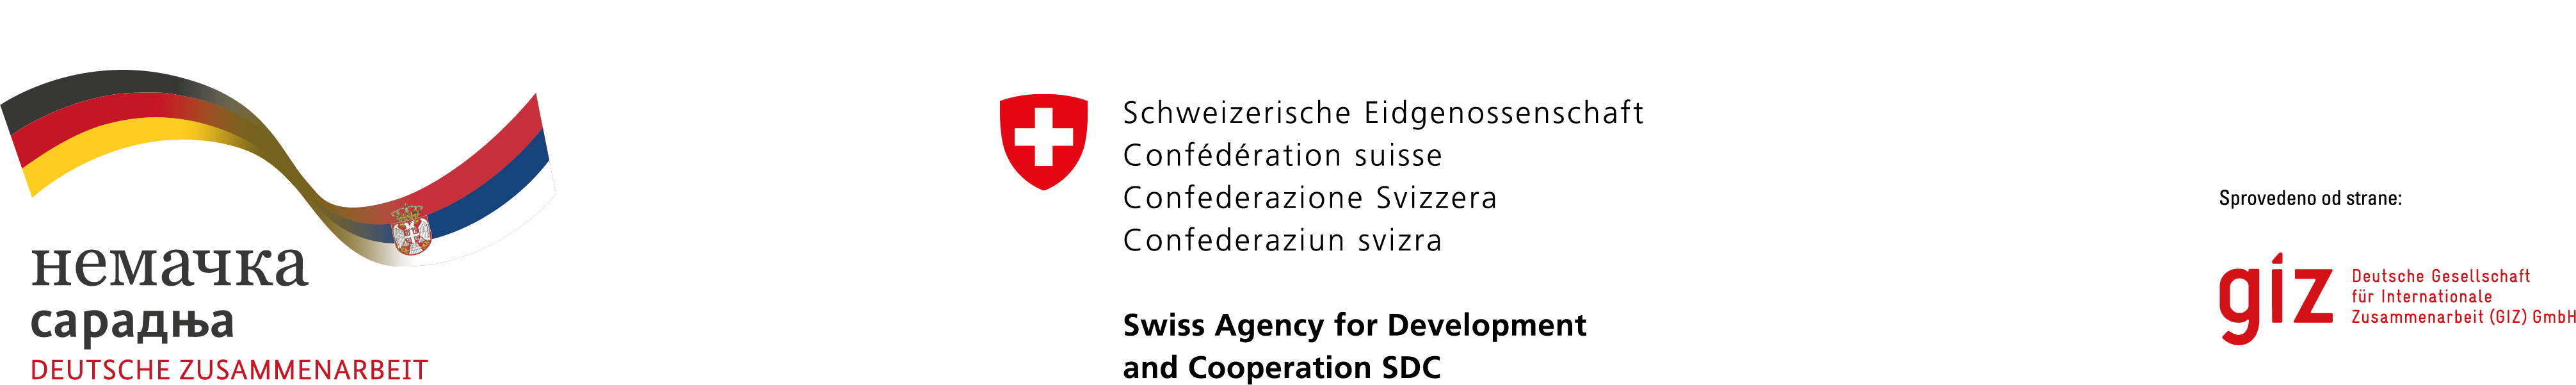 немачка
сарадња
DEUTSCHE ZUSAMMENARBEIT
Schweizerische Eidgenossenschaft
Confédération suisse
Confederazione Svizzera
Confederaziun svizra
Swiss Agency for Development
and Cooperation SDC
Sprovedeno od strane:
giz
Deutsche Gesellschaft
für Internationale
Zusammenarbeit (GIZ) GmbH